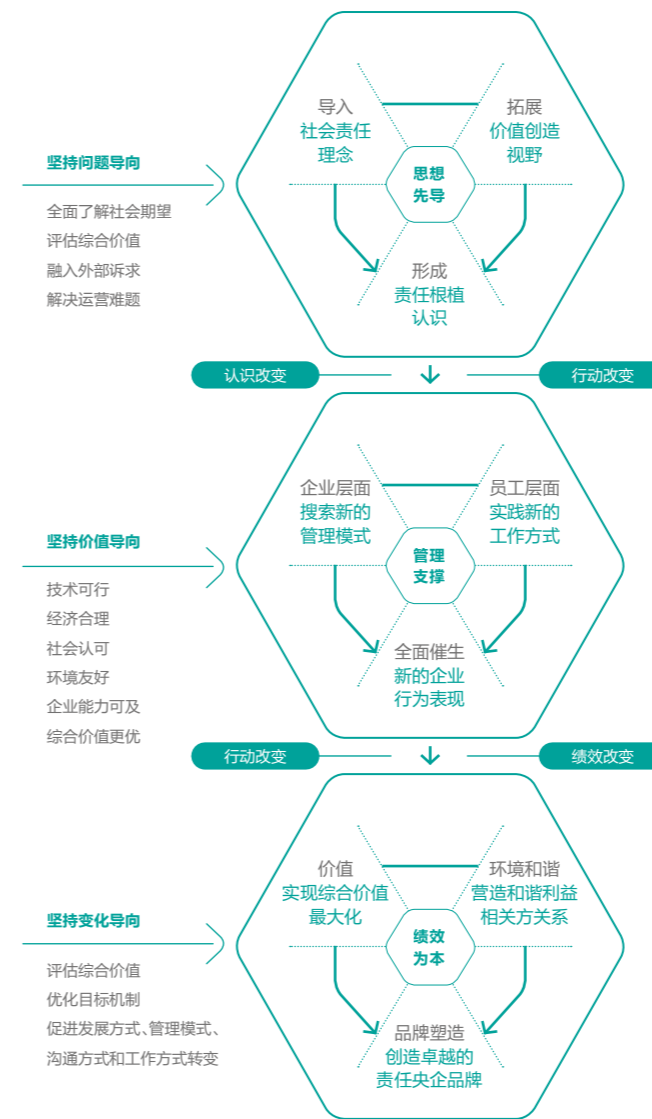 坚持问题导向
全面了解社会期望
评估综合价值
融入外部诉求
解决运营难题
导入
社会责任
理念
拓展
价值创造
视野
思想
先导
形成
责任根植
认识
认识改变
行动改变
坚持价值导向
技术可行
经济合理
社会认可
环境友好
企业能力可及
综合价值更优
企业层面
搜索新的
管理模式
员工层面
实践新的
工作方式
管理
支撑
全面催生
新的企业
行为表现
行动改变
绩效改变
坚持变化导向
评估综合价值
优化目标机制
促进发展方式、管理模式、
沟通方式和工作方式转变
价值
实现综合价值
最大化
环境和谐
营造和谐利益
相关方关系
绩效
为本
品牌塑造
创造卓越的
责任央企品牌